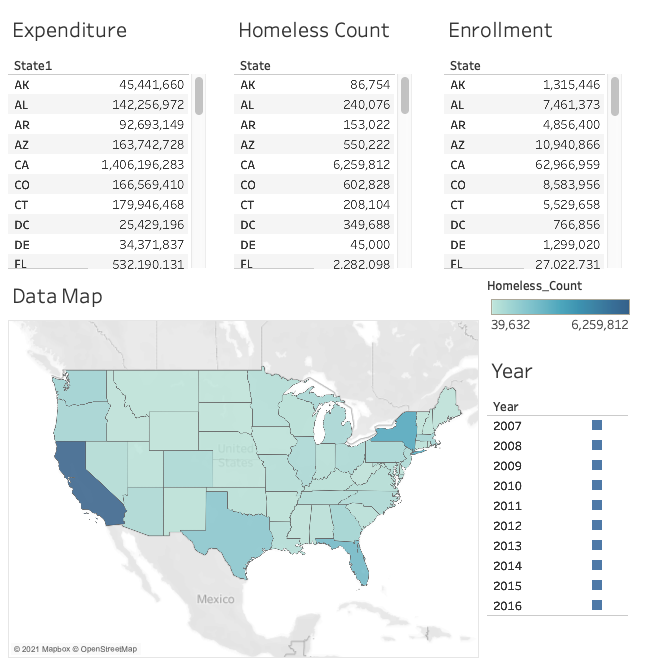 Expenditure
State1
AK 45,441,660
AL 142,256,972
AR 92,693,149
AZ 163,742,728
CA 1,406,196,283
CO 166,569,410
CT 179,946,468
DC 25,429,196
DE 34,371,837
FL 532,190,131
Homeless Count
State
AK 86,754
AL 240,076
AR 153,022
AZ 550,222
CA 6,259,812
CO 602,828
CT 208,104
DC 349,688
DE 45,000
FL 2,282,098
Enrollment
State
AK 1,315,446
AL 7,461,373
AR 4,856,400
AZ 10,940,866
CA 62,966,959
CO 8,583,956
CT 5,529,658
DC 766,856
DE 1,299,020
FL 27,022,731
Data Map
United
States
Mexico
© 2021 Mapbox © OpenStreetMap
Homeless_Count
39,632 6,259,812
Year
Year
2007
2008
2009
2010
2011
2012
2013
2014
2015
2016